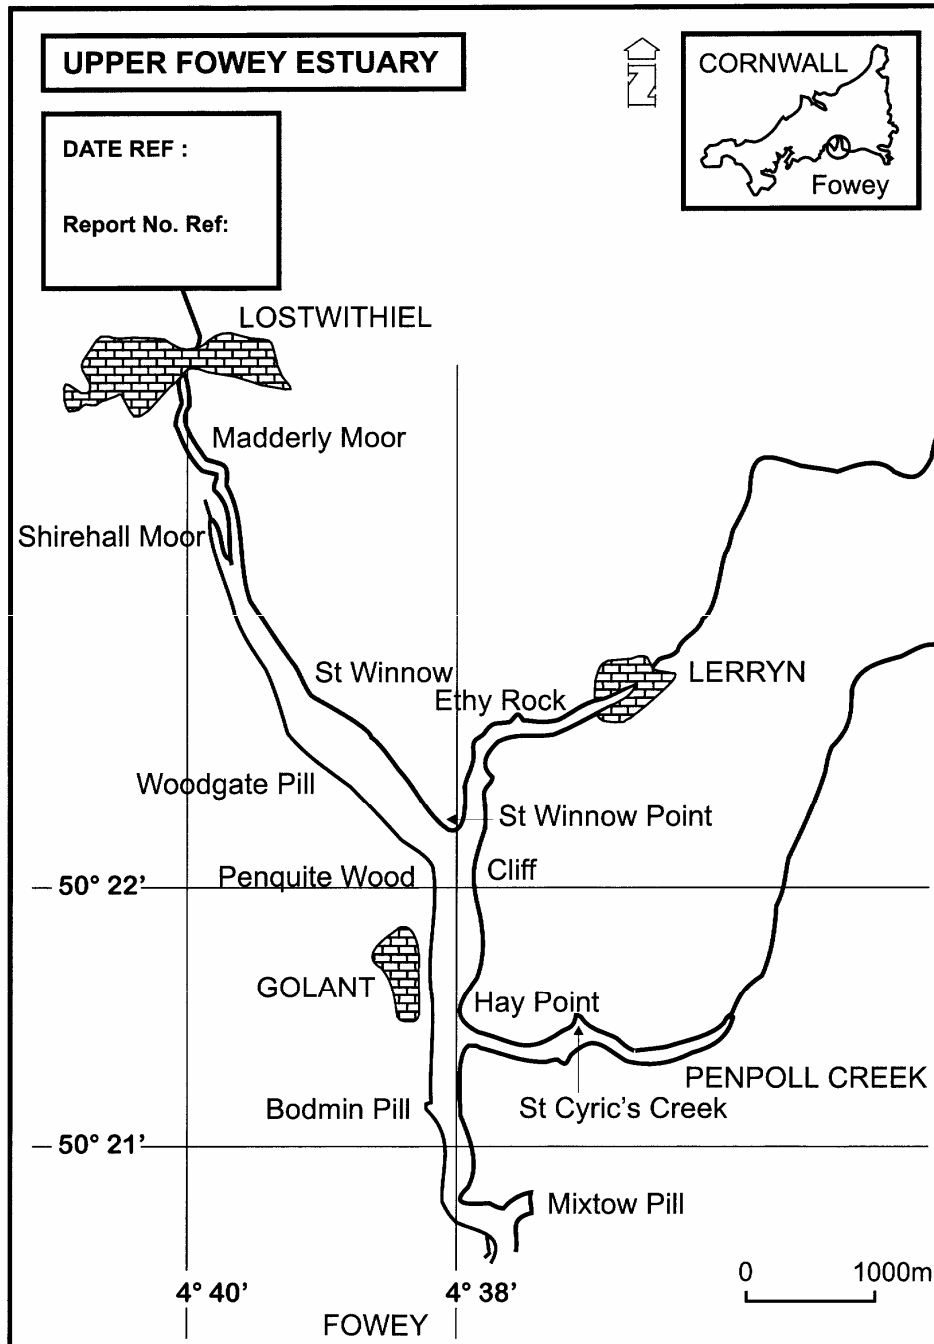 UPPER FOWEY ESTUARY
CORNWALL
Fowey
DATE REF :
Report No. Ref:
LOSTWITHIEL
Madderly Moor
Shirehall Moor
St Winnow
LERRYN
Ethy Rock
Woodgate Pill
St Winnow Point
Penquite Wood
Cliff
50° 22’
GOLANT
Hay Point
PENPOLL CREEK
Bodmin Pill
St Cyric’s Creek
50° 21’
Mixtow Pill
0 1000m
4° 40’ 4° 38’
FOWEY